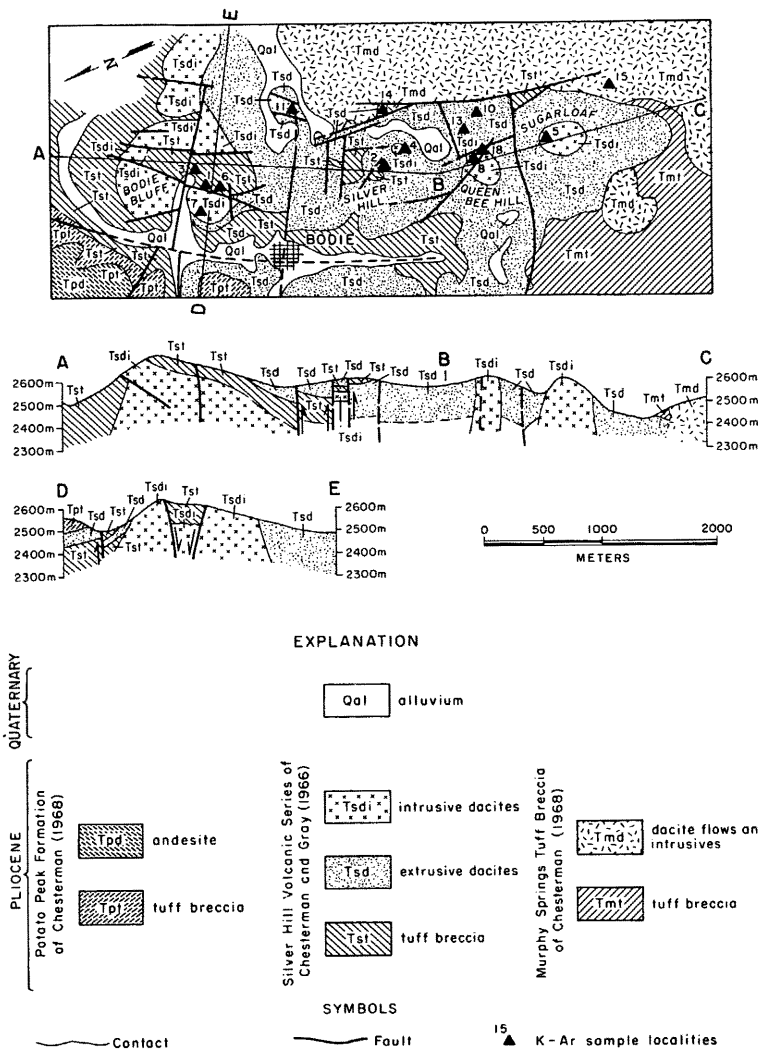 E
N
Qal
Tsd
Tsdi
Tst
Tmd
Tsdi
Tsd
11
Tsd
14
Tmd
Tst
15
Tmd
10
13
Tsd
SUGARLOAF
C
A
Tsdi
Tst
Tsdi
BODIE BLUFF
6
7
Tsdi
4
Qal
2
Tsdi
Tst
SILVER HILL
B
18
8
5
Tsdi
QUEEN BEE HILL
Tsd
Tmd
Tst
Tst
Qal
Tpt
Tst
Tpt
Tpd
Tst
Tpt
Qal
BODIE
Tst
Tsd
Qal
Tsd
Tmt
D
A
Tsdi
Tst
Tst
Tsd
Tst
Tsd
Tst
Tsd
Tsd
B
Tsdi
Tsd
Tsdi
Tsd
Tmt
Tmd
C
2600m
2500m
2400m
2300m
Tst
Tsdi
2600m
2500m
2400m
2300m
D
Tpt
Tsd
Tst
Tsd
Tst
Tst
Tsdi
Tst
Tsdi
Tsdi
Tsd
E
2600m
2500m
2400m
2300m
2600m
2500m
2400m
2300m
0 500 1000 2000
METERS
EXPLANATION
QUATERNARY
Qal alluvium
PLIOCENE
Potato Peak Formation
of Chesterman (1968)
Tpd andesite
Tpt tuff breccia
Silver Hill Volcanic Series of
Chesterman and Gray (1966)
Tsdi intrusive dacites
Tsd extrusive dacites
Tst tuff breccia
Murphy Springs Tuff Breccia
of Chesterman (1968)
Tmd dacite flows an
intrusives
Tmt tuff breccia
SYMBOLS
Contact
Fault
15 K-Ar sample localities